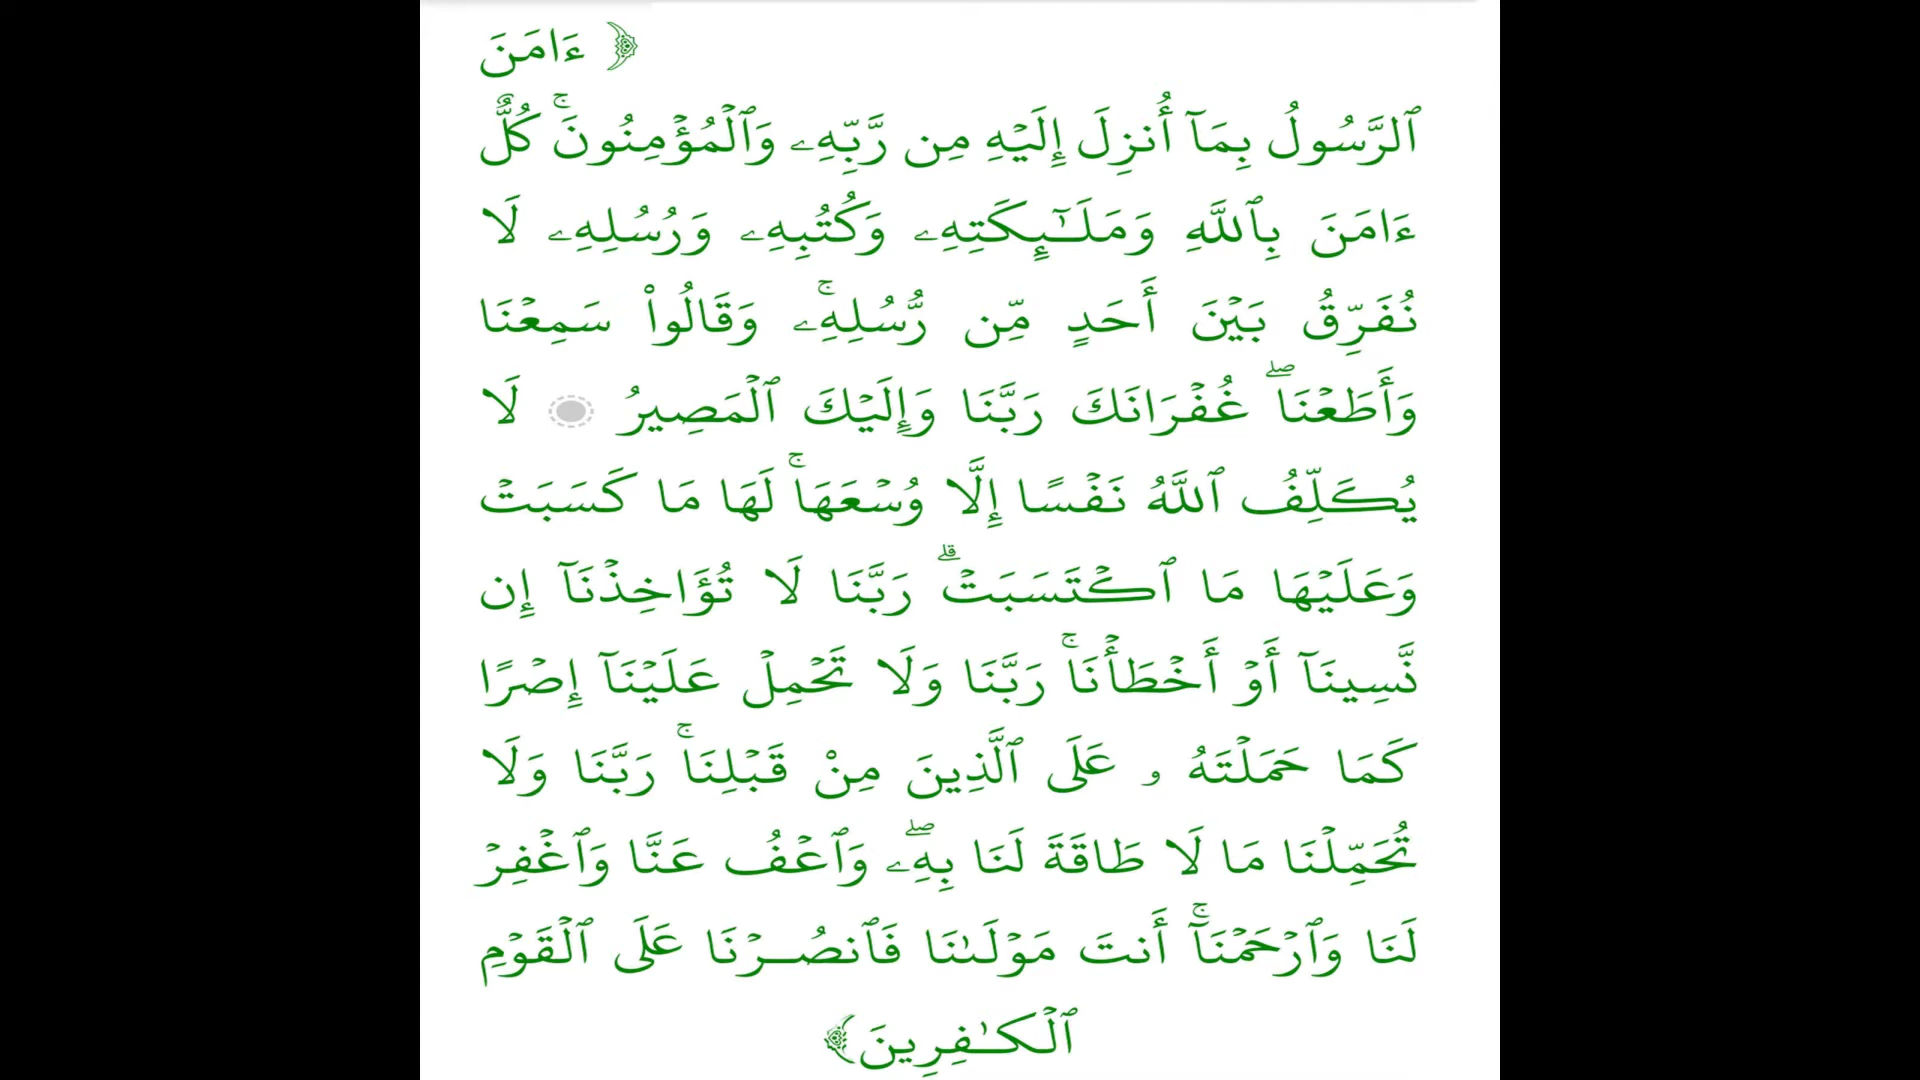 ﴿ ءَامَنَ
ٱلرَّسُولُ بِمَآ أُنزِلَ إِلَيۡهِ مِن رَّبِّهِۦ وَٱلۡمُؤۡمِنُونَۚ كُلٌّ
ءَامَنَ بِٱللَّهِ وَمَلَـٰٓئِكَتِهِۦ وَكُتُبِهِۦ وَرُسُلِهِۦ لَا
نُفَرِّقُ بَيۡنَ أَحَدٍ مِّن رُّسُلِهِۦۚ وَقَالُواْ سَمِعۡنَا
وَأَطَعۡنَاۖ غُفۡرَانَكَ رَبَّنَا وَإِلَيۡكَ ٱلۡمَصِيرُ لَا
يُكَلِّفُ ٱللَّهُ نَفۡسًا إِلَّا وُسۡعَهَاۚ لَهَا مَا كَسَبَتۡ
وَعَلَيۡهَا مَا ٱكۡتَسَبَتۡۗ رَبَّنَا لَا تُؤَاخِذۡنَآ إِن
نَّسِينَآ أَوۡ أَخۡطَأۡنَاۚ رَبَّنَا وَلَا تَحۡمِلۡ عَلَيۡنَآ إِصۡرًا
كَمَا حَمَلۡتَهُۥ عَلَى ٱلَّذِينَ مِنۡ قَبۡلِنَاۚ رَبَّنَا وَلَا
تُحَمِّلۡنَا مَا لَا طَاقَةَ لَنَا بِهِۦۖ وَٱعۡفُ عَنَّا وَٱغۡفِرۡ
لَنَا وَٱرۡحَمۡنَآۚ أَنتَ مَوۡلَىٰنَا فَٱنصُرۡنَا عَلَى ٱلۡقَوۡمِ
ٱلۡكَـٰفِرِينَ﴾